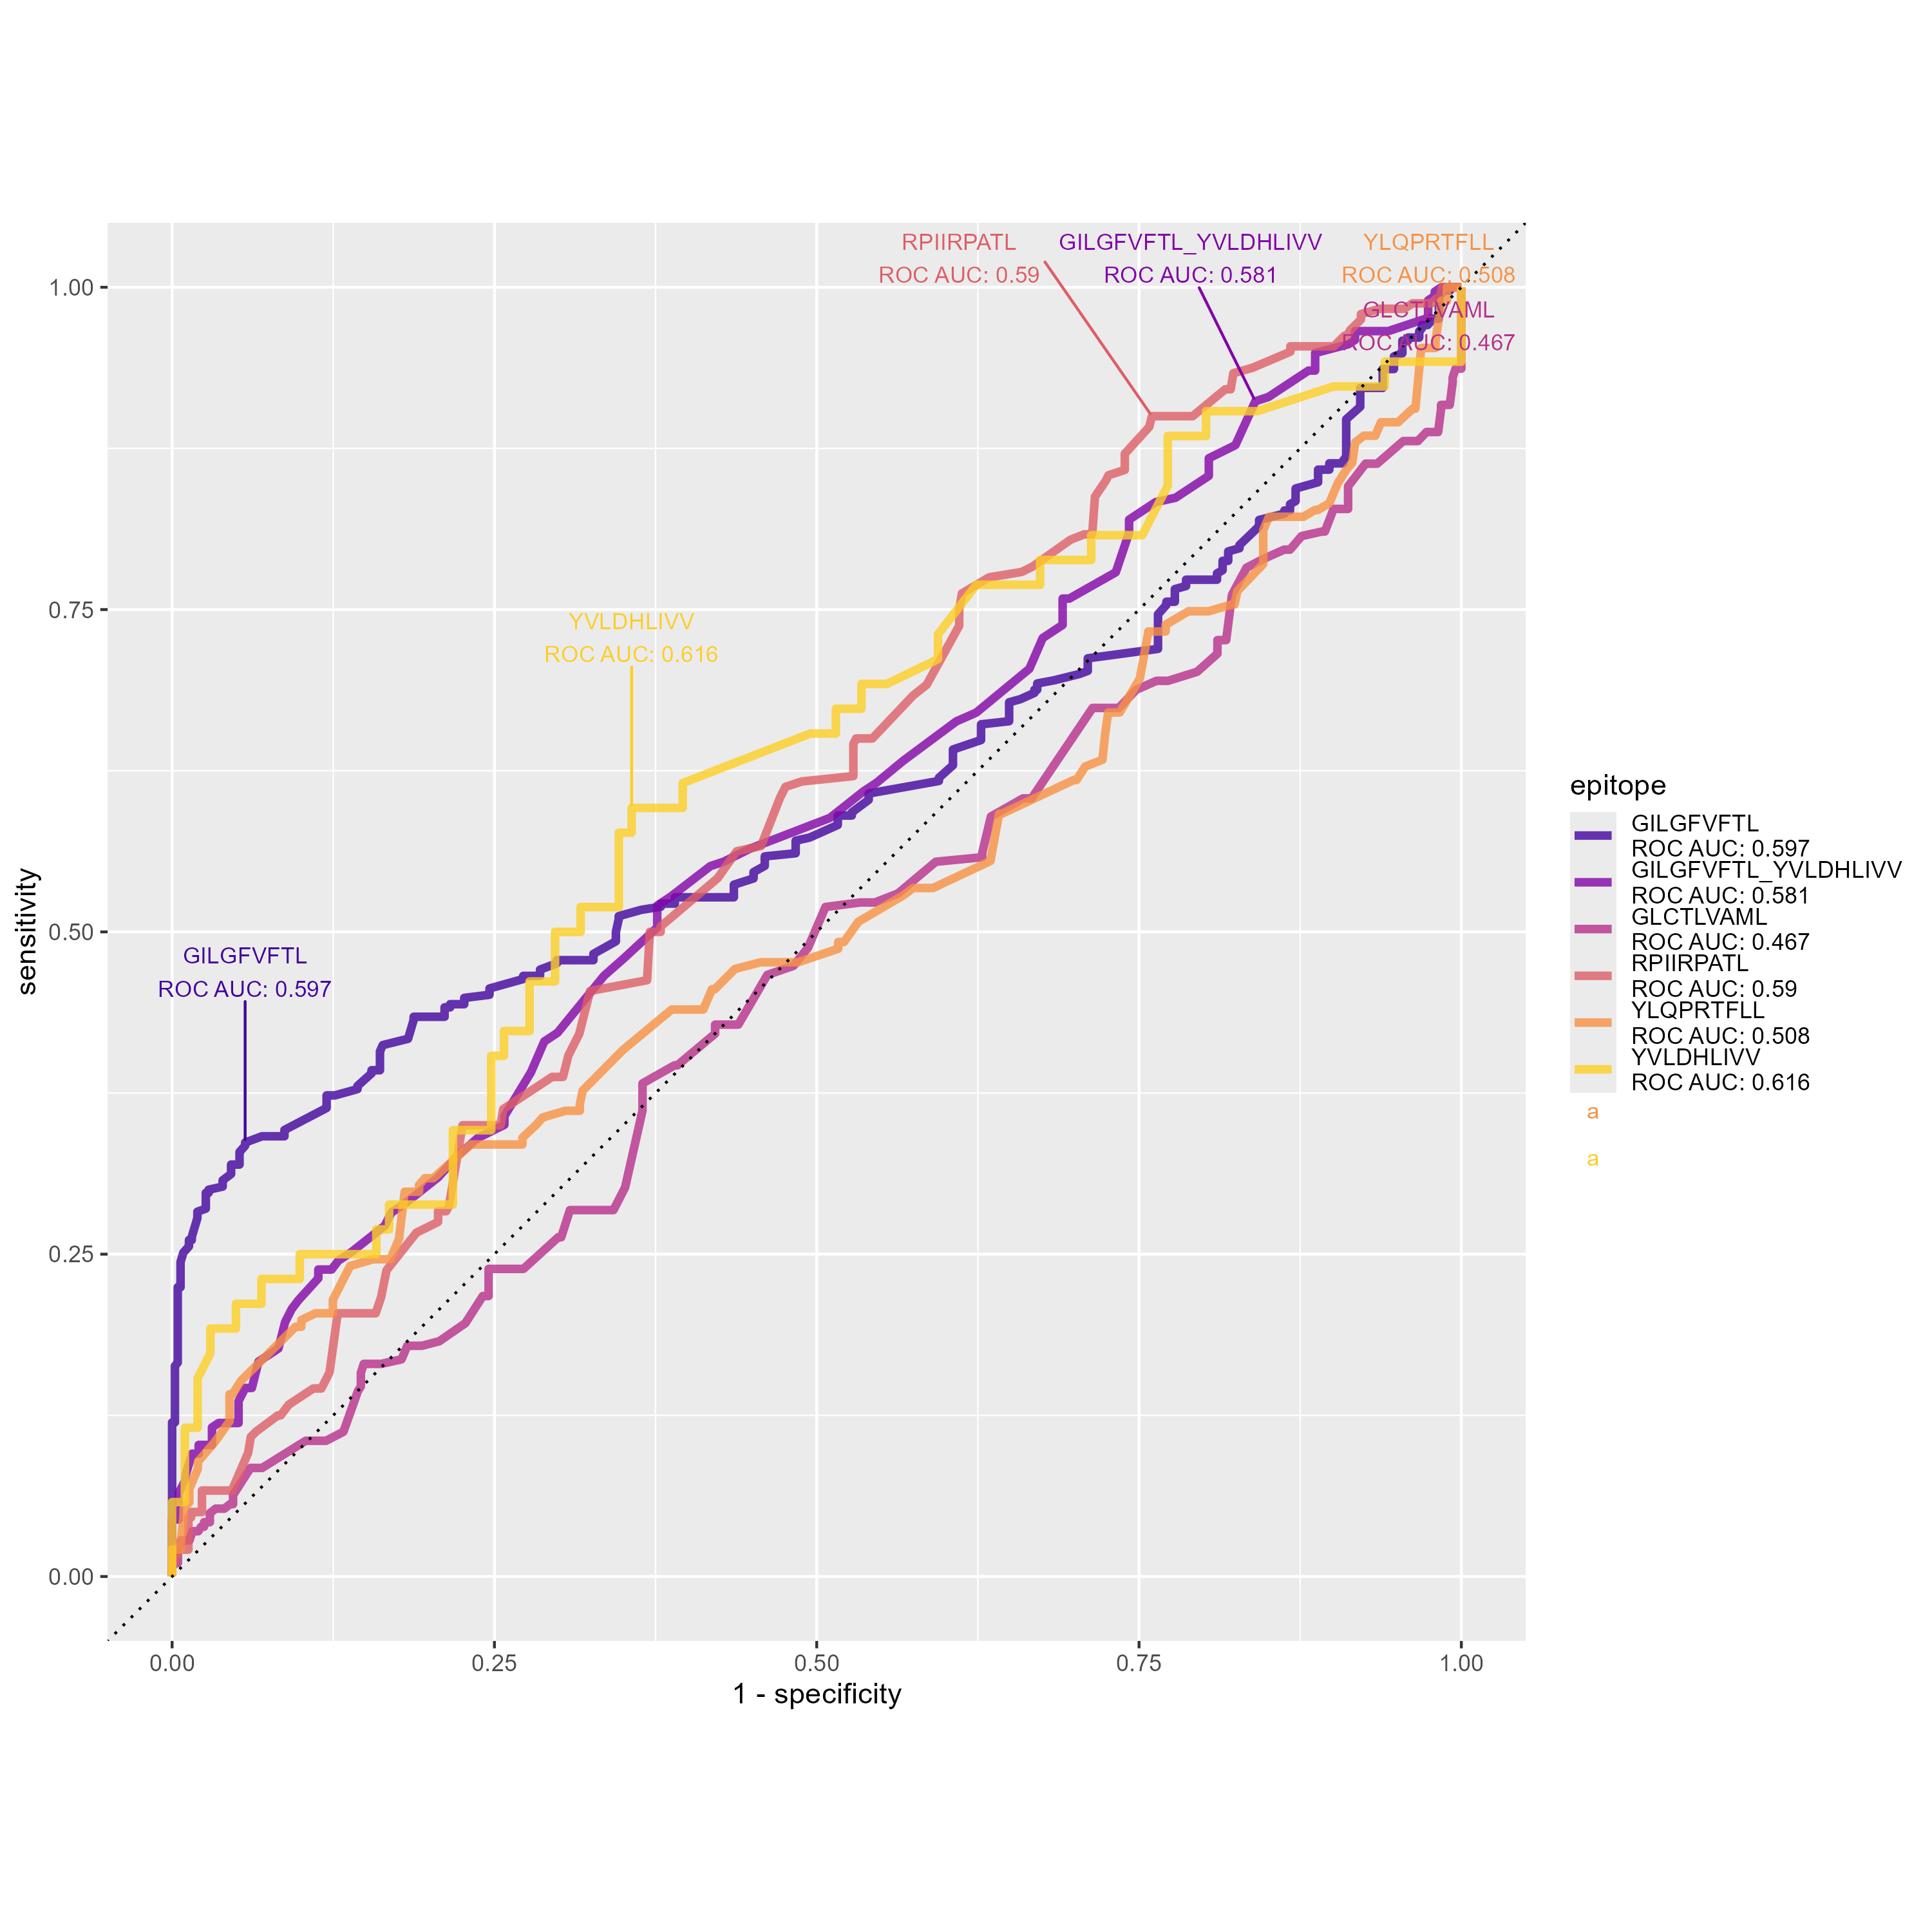 RPIIRPATL
ROC AUC: 0.59
GILGFVFTL_YVLDHLIVV
ROC AUC: 0.581
YLQPRTFLL
ROC AUC: 0.508
GLCTLVAML
ROC AUC: 0.467
YVLDHLIVV
ROC AUC: 0.616
GILGFVFTL
ROC AUC: 0.597
1.00
0.75
0.50
0.25
0.00
sensitivity
0.00
0.25
0.50
0.75
1.00
1 - specificity
epitope
GILGFVFTL
ROC AUC: 0.597
GILGFVFTL_YVLDHLIVV
ROC AUC: 0.581
GLCTLVAML
ROC AUC: 0.467
RPIIRPATL
ROC AUC: 0.59
YLQPRTFLL
ROC AUC: 0.508
YVLDHLIVV
ROC AUC: 0.616
a
a